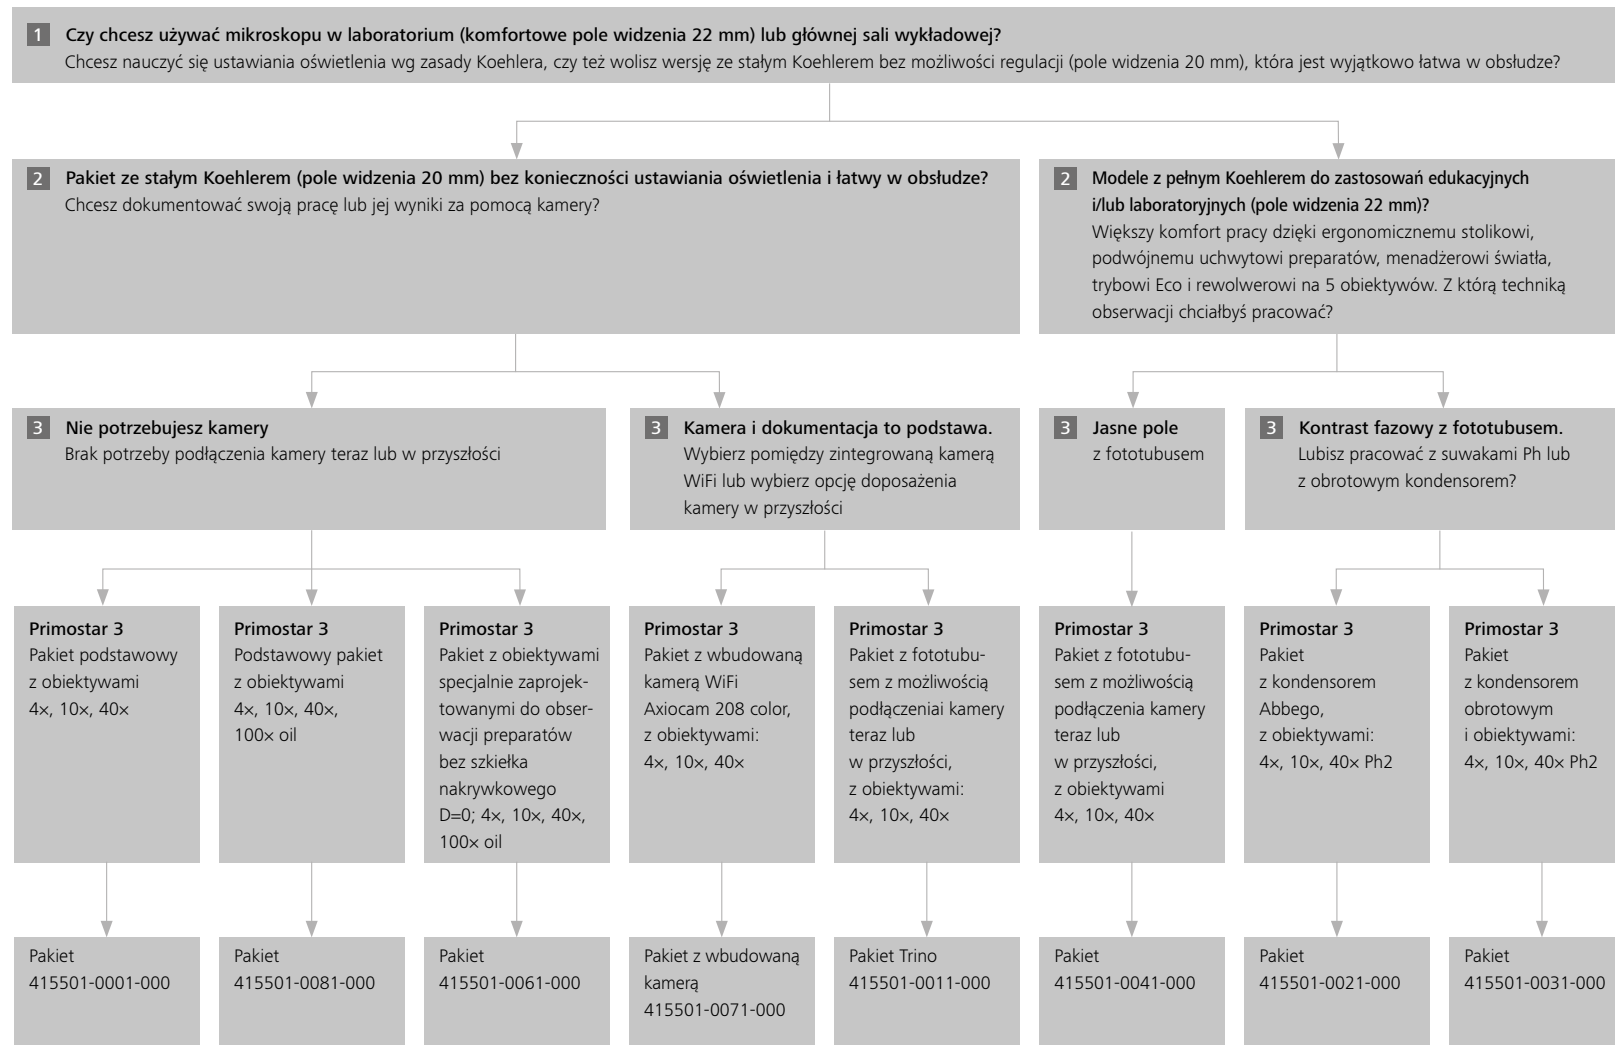 1 Czy chcesz używać mikroskopu w laboratorium (komfortowe pole widzenia 22 mm) lub głównej sali wykładowej?
Chcesz nauczyć się ustawiania oświetlenia wg zasady Koehlera, czy też wolisz wersję ze stałym Koehlerem bez możliwości regulacji (pole widzenia 20 mm), która jest wyjątkowo łatwa w obsłudze?
2 Pakiet ze stałym Koehlerem (pole widzenia 20 mm) bez konieczności ustawiania oświetlenia i łatwy w obsłudze?
Chcesz dokumentować swoją pracę lub jej wyniki za pomocą kamery?
2 Modele z pełnym Koehlerem do zastosowań edukacyjnych
i/lub laboratoryjnych (pole widzenia 22 mm)?
Większy komfort pracy dzięki ergonomicznemu stolikowi,
podwójnemu uchwytowi preparatów, menadżerowi światła,
trybowi Eco i rewolwerowi na 5 obiektywów. Z którą techniką
obserwacji chciałbyś pracować?
3 Nie potrzebujesz kamery
Brak potrzeby podłączenia kamery teraz lub w przyszłości
3 Kamera i dokumentacja to podstawa.
Wybierz pomiędzy zintegrowaną kamerą
WiFi lub wybierz opcję doposażenia
kamery w przyszłości
3 Jasne pole
z fototubusem
3 Kontrast fazowy z fototubusem.
Lubisz pracować z suwakami Ph lub
z obrotowym kondensorem?
Primostar 3
Pakiet podstawowy
z obiektywami
4×, 10×, 40×
Primostar 3
Podstawowy pakiet
z obiektywami
4×, 10×, 40×,
100× oil
Primostar 3
Pakiet z obiektywami
specjalnie zaprojek-
towanymi do obser-
wacji preparatów
bez szkiełka
nakrywkowego
D=0; 4×, 10×, 40×,
100× oil
Primostar 3
Pakiet z wbudowaną
kamerą WiFi
Axiocam 208 color,
z obiektywami:
4×, 10×, 40×
Primostar 3
Pakiet z fototubu-
sem z możliwością
podłączeniai kamery
teraz lub
w przyszłości,
z obiektywami:
4×, 10×, 40×
Primostar 3
Pakiet z fototubu-
sem z możliwością
podłączenia kamery
teraz lub
w przyszłości,
z obiektywami
4×, 10×, 40×
Primostar 3
Pakiet
z kondensorem
Abbego,
z obiektywami:
4×, 10×, 40× Ph2
Primostar 3
Pakiet
z kondensorem
obrotowym
i obiektywami:
4×, 10×, 40× Ph2
Pakiet
415501-0001-000
Pakiet
415501-0081-000
Pakiet
415501-0061-000
Pakiet z wbudowaną
kamerą
415501-0071-000
Pakiet Trino
415501-0011-000
Pakiet
415501-0041-000
Pakiet
415501-0021-000
Pakiet
415501-0031-000